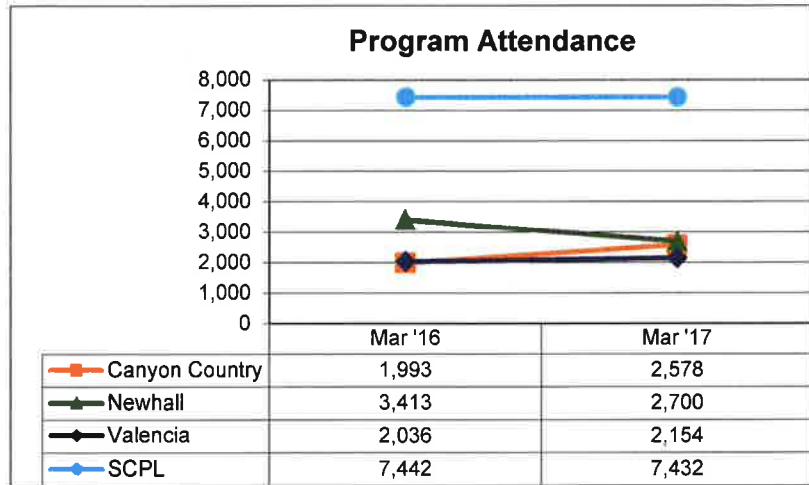 Program Attendance
8,000
7,000
6,000
5,000
4,000
3,000
2,000
1,000
0
Mar '16 Mar '17
Canyon Country 1,993 2,578
Newhall 3,413 2,700
Valencia 2,036 2,154
SCPL 7,442 7,432